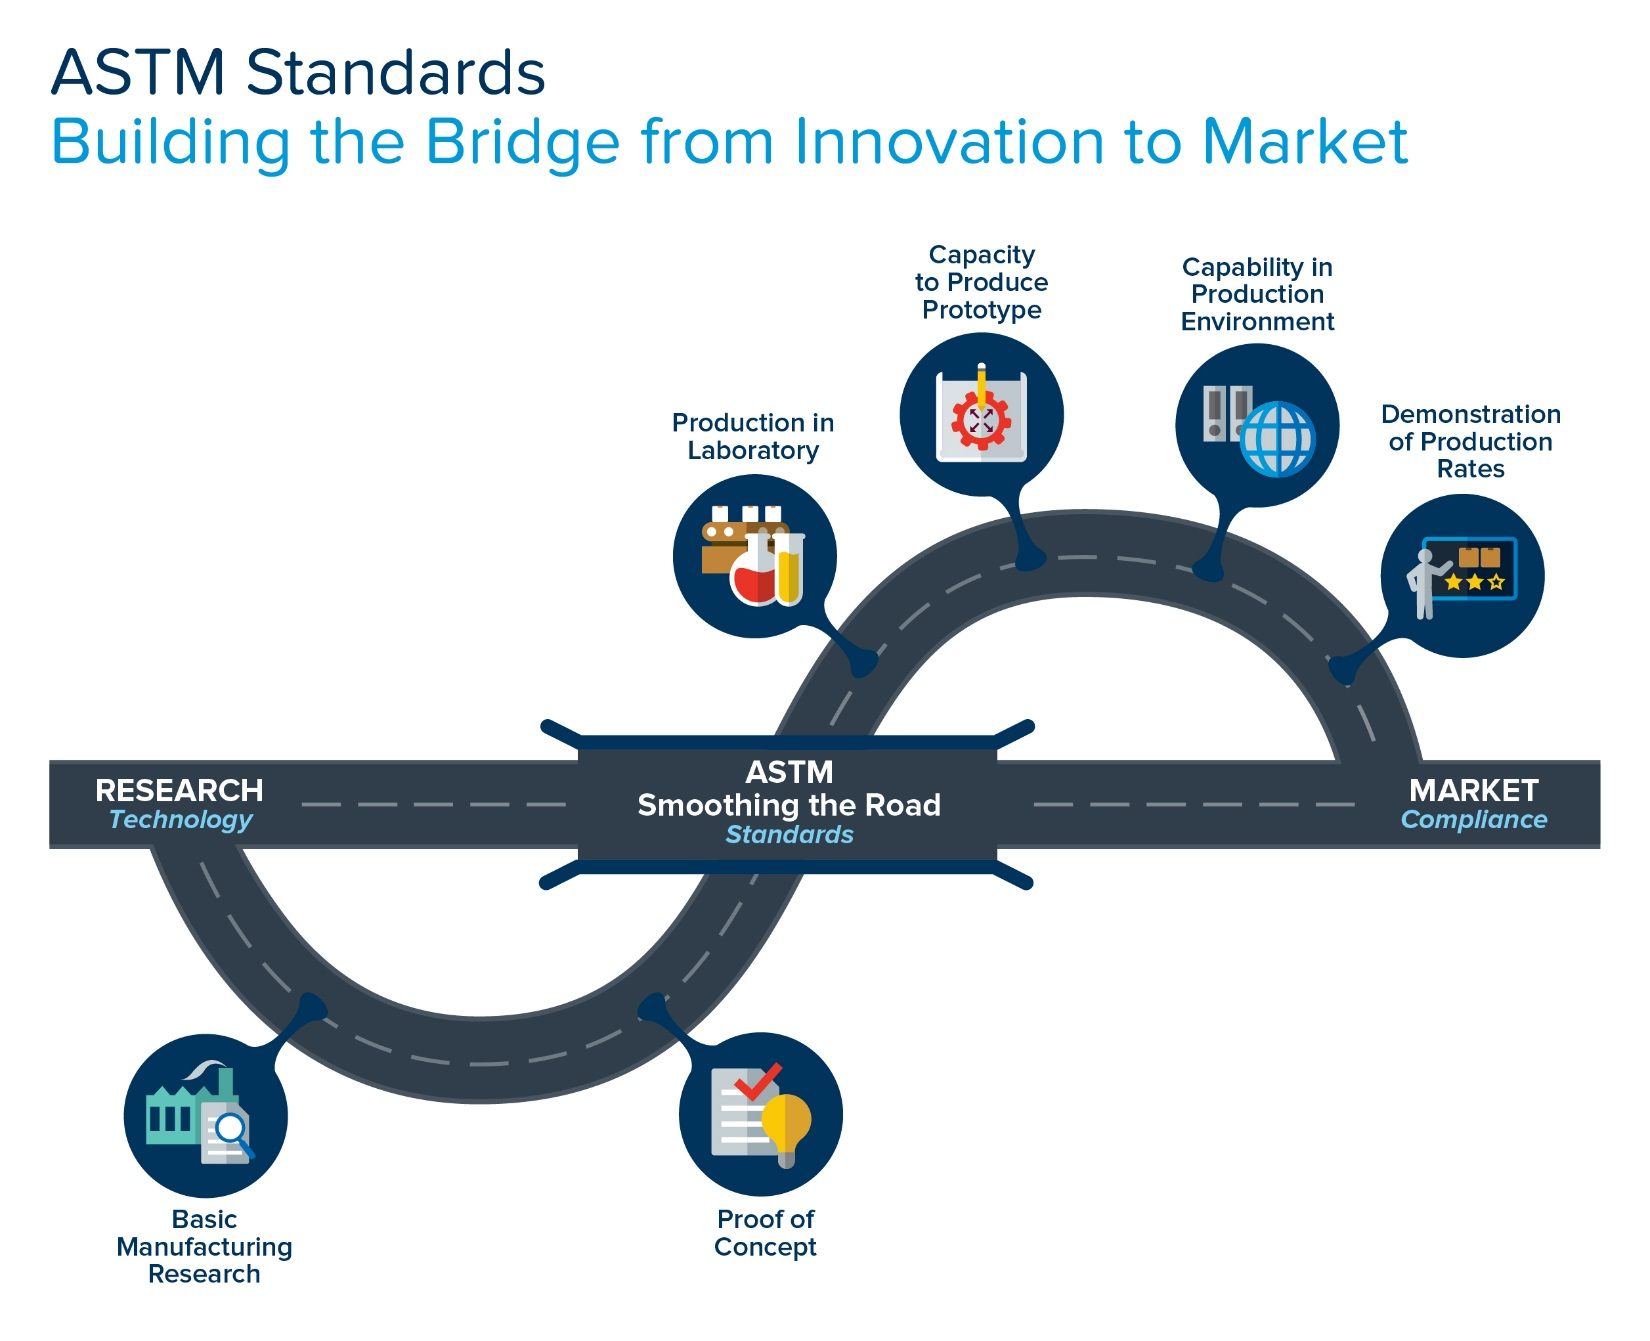 ASTM Standards
Building the Bridge from Innovation to Market
Capacity
to Produce
Prototype
Capability in
Production
Environment
Production in
Laboratory
Demonstration
of Production
Rates
RESEARCH
Technology
ASTM
Smoothing the Road
Standards
MARKET
Compliance
Basic
Manufacturing
Research
Proof of
Concept